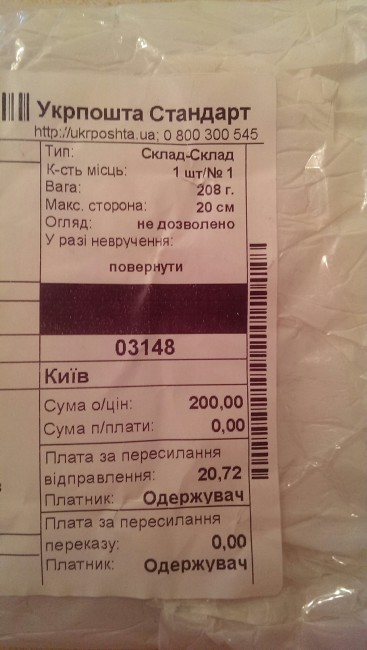 Укрпошта Стандарт
http://ukrposhta.ua; 0 800 300 545
Тип: Склад-Склад
К-сть місць: 1 шт/№ 1
Вага: 208 г.
Макс. сторона: 20 см
Огляд: не дозволено
У разі невручення:
повернути
03148
Київ
Сума о/цін: 200,00
Сума п/плати: 0,00
Плата за пересилання
відправлення: 20,72
Платник: Одержувач
Плата за пересилання
переказу: 0,00
Платник: Одержувач